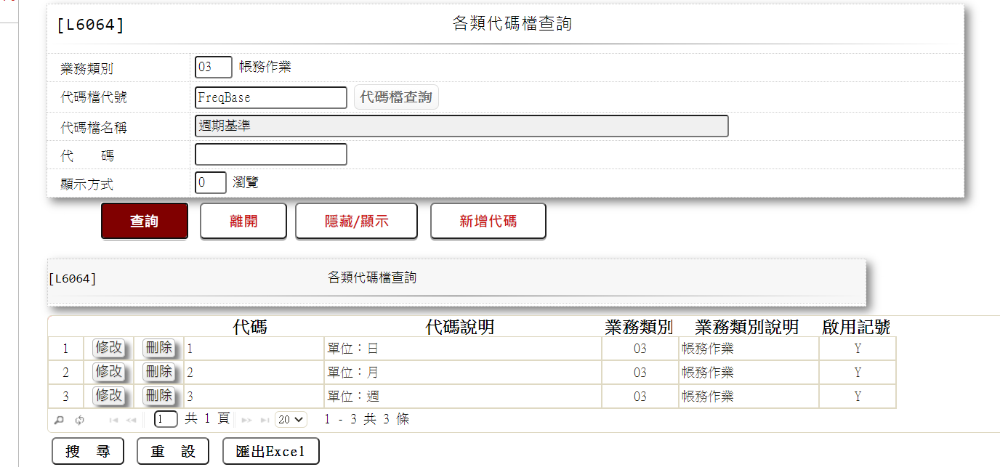 [L6064] 各類代碼檔查詢
業務類別 03 帳務作業
代碼檔代號 FreqBase 代碼檔查詢
代碼檔名稱 週期基準
代 碼
顯示方式 0 瀏覽
查詢 離開 隱藏/顯示 新增代碼
[L6064] 各類代碼檔查詢
代碼 代碼說明 業務類別 業務類別說明 啟用記號
1 修改 刪除 1 單位：日 03 帳務作業 Y
2 修改 刪除 2 單位：月 03 帳務作業 Y
3 修改 刪除 3 單位：週 03 帳務作業 Y
1 共 1 頁 20 1 - 3 共 3 條
搜 尋 重 設 匯出Excel